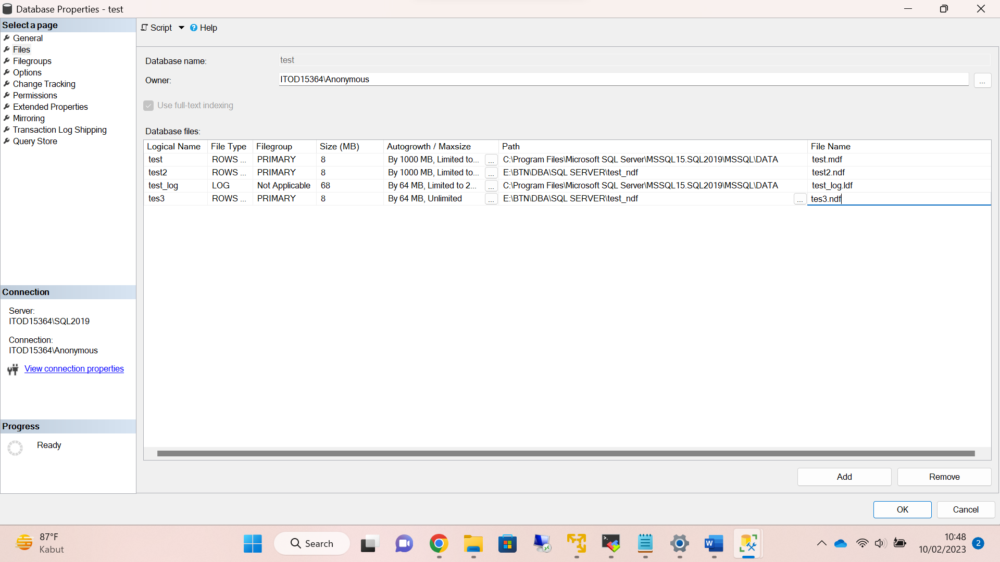 Database Properties - test
Select a page
General
Files
Filegroups
Options
Change Tracking
Permissions
Extended Properties
Mirroring
Transaction Log Shipping
Query Store
Connection
Server:
ITOD15364\SQL2019
Connection:
ITOD15364\Anonymous
View connection properties
Progress
Ready
Script Help
Database name: test
Owner: ITOD15364\Anonymous ...
Use full-text indexing
Database files:
Logical Name File Type Filegroup Size (MB) Autogrowth / Maxsize Path File Name
test ROWS ... PRIMARY 8 By 1000 MB, Limited to... ... C:\Program Files\Microsoft SQL Server\MSSQL15.SQL2019\MSSQL\DATA test.mdf
test2 ROWS ... PRIMARY 8 By 1000 MB, Limited to... ... E:\BTN\DBA\SQL SERVER\test_ndf test2.ndf
test_log LOG Not Applicable 68 By 64 MB, Limited to 2... ... C:\Program Files\Microsoft SQL Server\MSSQL15.SQL2019\MSSQL\DATA test_log.ldf
tes3 ROWS ... PRIMARY 8 By 64 MB, Unlimited ... E:\BTN\DBA\SQL SERVER\test_ndf ... tes3.ndf
Add Remove
OK Cancel
87°F
Kabut
Search
10:48
10/02/2023
2